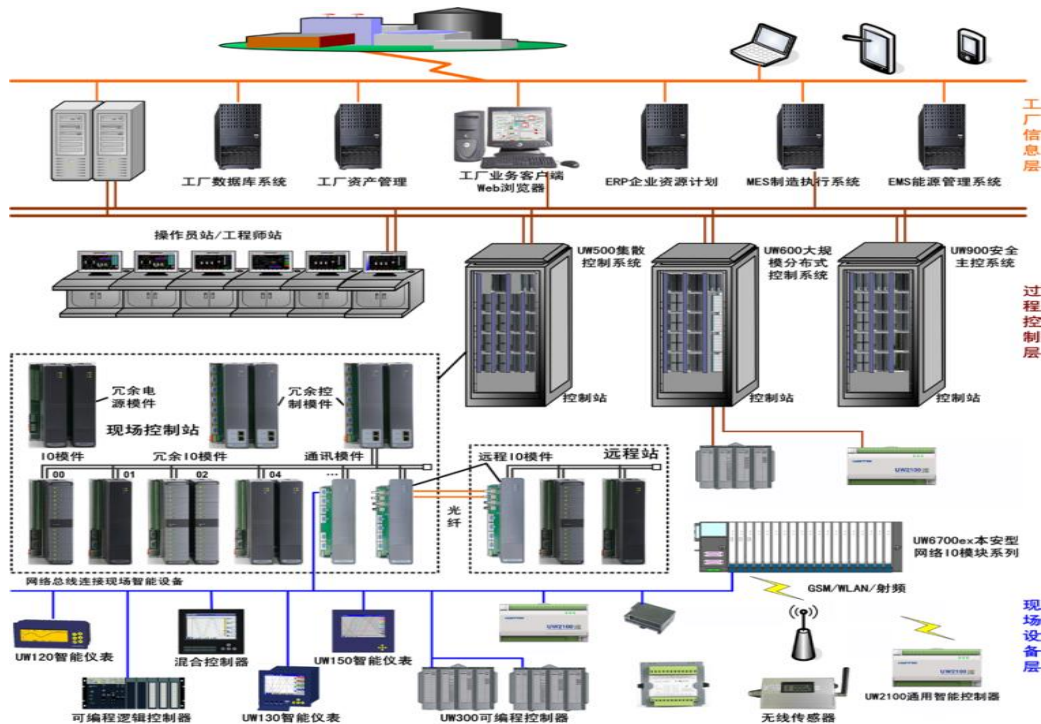 工厂信息层
工厂数据库系统
工厂资产管理
工厂业务客户端
Web浏览器
ERP企业资源计划
MES制造执行系统
EMS能源管理系统
操作员站/工程师站
UW500集散
控制系统
UW600大规
模分布式
控制系统
UW900安全
主控系统
过程控制层
控制站
控制站
控制站
冗余电
源模件
冗余控
制模件
现场控制站
IO模件
冗余IO模件
通讯模件
00
01
02
04
...
远程IO模件
远程站
光纤
UW2100
网络总线连接现场智能设备
UW6700ex本安型
网络IO模块系列
GSM/WLAN/射频
现场设备层
UW120智能仪表
混合控制器
UW150智能仪表
UW2100
UW2100
可编程逻辑控制器
UW130智能仪表
UW300可编程控制器
无线传感器
UW2100通用智能控制器